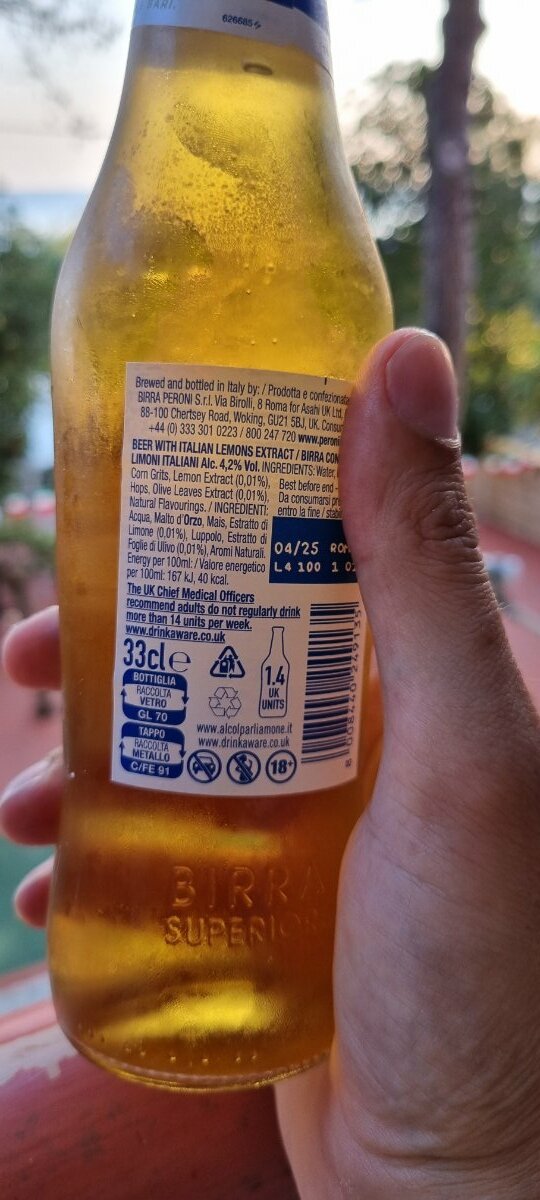 BARI.
626685
Brewed and bottled in Italy by: / Prodotta e confezionata
BIRRA PERONI S.r.l. Via Birolli, 8 Roma for Asahi UK Ltd,
88-100 Chertsey Road, Woking, GU21 5BJ, UK.
+44 (0) 333 301 0223 / 800 247 720 www.peroni
BEER WITH ITALIAN LEMONS EXTRACT / BIRRA CON
LIMONI ITALIANI Alc. 4,2% Vol. INGREDIENTS: Water,
Corn Grits, Lemon Extract (0,01%),
Hops, Olive Leaves Extract (0,01%),
Natural Flavourings. / INGREDIENTI:
Acqua, Malto d'Orzo, Mais, Estratto di
Limone (0,01%), Luppolo, Estratto di
Foglie di Ulivo (0,01%), Aromi Naturali.
Energy per 100ml: / Valore energetico
per 100ml: 167 kJ, 40 kcal.
Best before end -
Da consumarsi
entro la fine /
04/25 ROM
L4 100 1
The UK Chief Medical Officers
recommend adults do not regularly drink
more than 14 units per week.
www.drinkaware.co.uk
33cl e
BOTTIGLIA
RACCOLTA
VETRO
GL 70
TAPPO
RACCOLTA
METALLO
C/FE 91
1.4
UK
UNITS
www.alcolparliamone.it
www.drinkaware.co.uk
18+
8 008440 249135
BIRRA
SUPERIOR